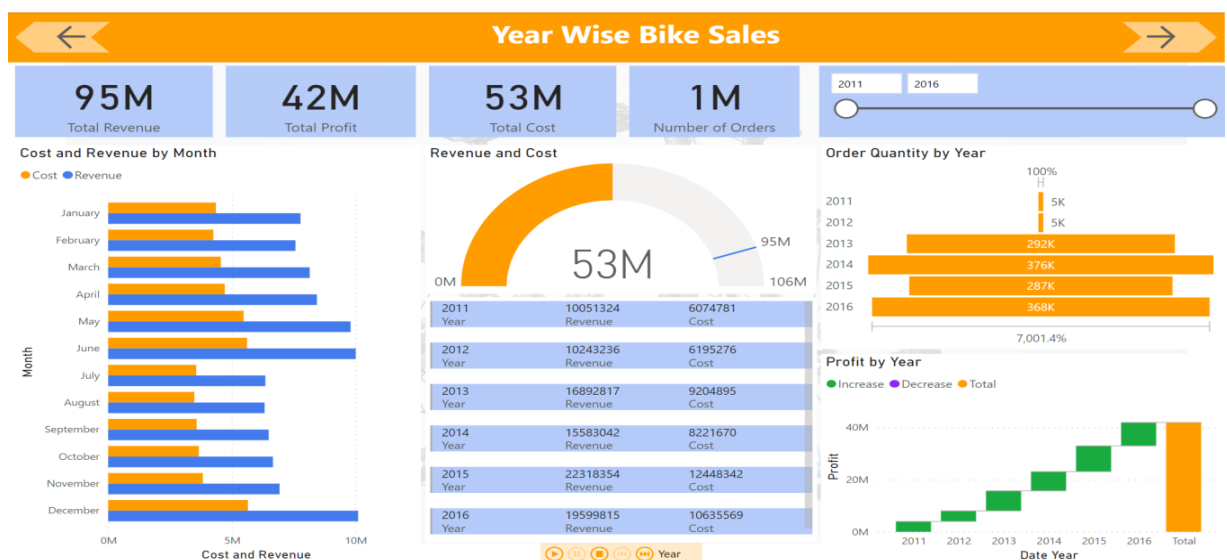 Year Wise Bike Sales
95M
Total Revenue
42M
Total Profit
53M
Total Cost
1M
Number of Orders
2011 2016
Cost and Revenue by Month
Cost Revenue
Month
January
February
March
April
May
June
July
August
September
October
November
December
0M 5M 10M
Cost and Revenue
Revenue and Cost
53M
0M
95M
106M
2011 10051324 6074781
Year Revenue Cost
2012 10243236 6195276
Year Revenue Cost
2013 16892817 9204895
Year Revenue Cost
2014 15583042 8221670
Year Revenue Cost
2015 22318354 12448342
Year Revenue Cost
2016 19599815 10635569
Year Revenue Cost
Year
Order Quantity by Year
100%
2011 5K
2012 5K
2013 292K
2014 376K
2015 287K
2016 368K
7,001.4%
Profit by Year
Increase Decrease Total
Profit
40M
20M
0M
2011 2012 2013 2014 2015 2016 Total
Date Year